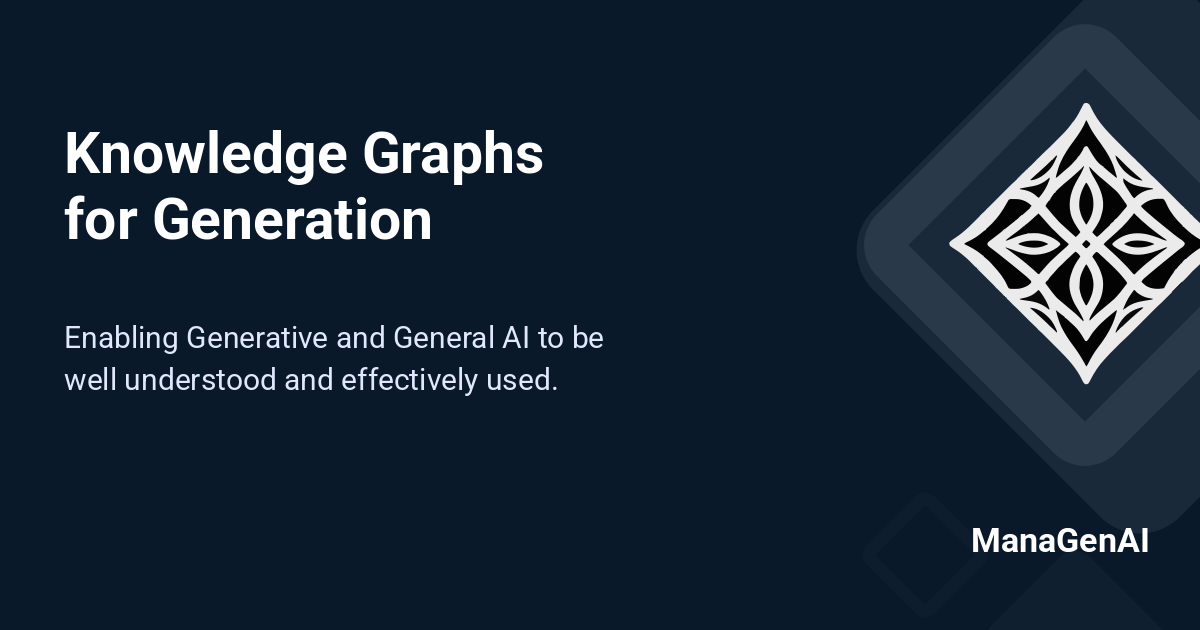 Knowledge Graphs
for Generation
Enabling Generative and General AI to be
well understood and effectively used.
ManaGenAI